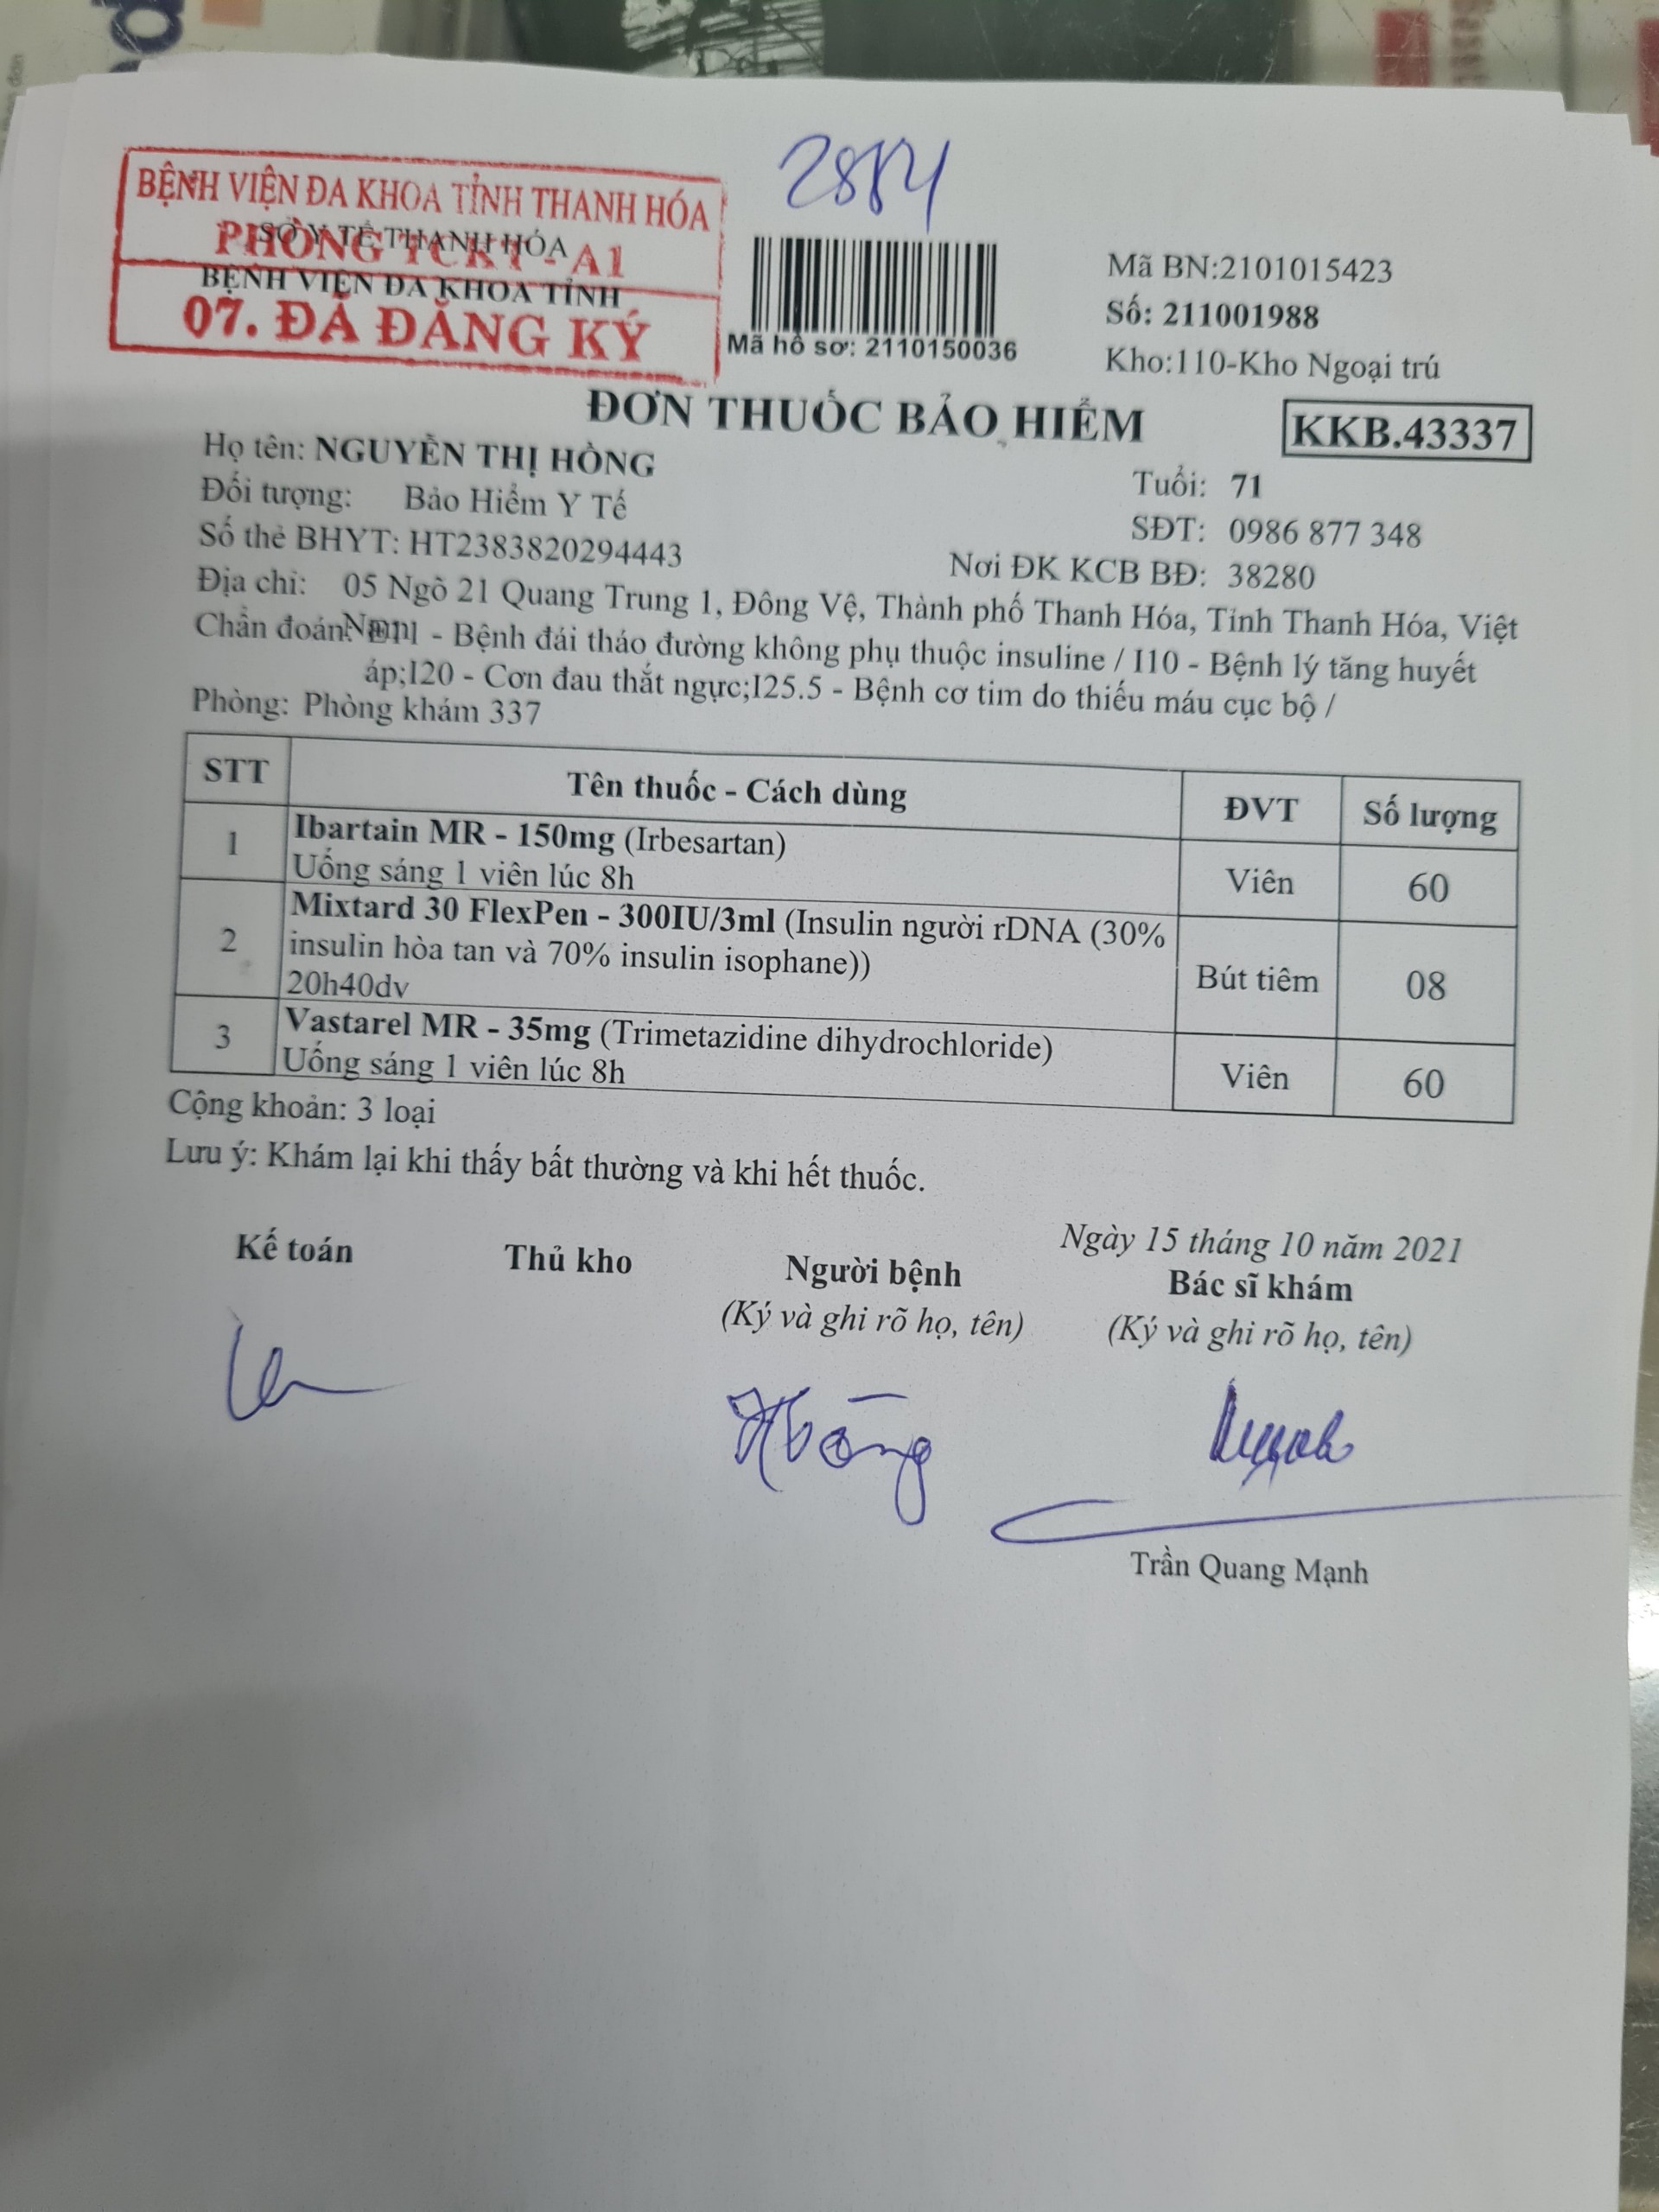 BỆNH VIỆN ĐA KHOA TỈNH THANH HÓA
PHÒNG TCKT - A1
07. ĐÃ ĐĂNG KÝ
SỞ Y TẾ THANH HÓA
BỆNH VIỆN ĐA KHOA TỈNH
Mã hồ sơ: 2110150036
Mã BN:2101015423
Số: 211001988
Kho:110-Kho Ngoại trú
ĐƠN THUỐC BẢO HIỂM
KKB.43337
Họ tên: NGUYỄN THỊ HỒNG
Tuổi: 71
Đối tượng: Bảo Hiểm Y Tế
SĐT: 0986 877 348
Số thẻ BHYT: HT2383820294443
Nơi ĐK KCB BĐ: 38280
Địa chỉ: 05 Ngõ 21 Quang Trung 1, Đông Vệ, Thành phố Thanh Hóa, Tỉnh Thanh Hóa, Việt
Nam
Chẩn đoán: - Bệnh đái tháo đường không phụ thuộc insuline / I10 - Bệnh lý tăng huyết
áp;I20 - Cơn đau thắt ngực;I25.5 - Bệnh cơ tim do thiếu máu cục bộ /
Phòng: Phòng khám 337
STT Tên thuốc - Cách dùng ĐVT Số lượng
1 Ibartain MR - 150mg (Irbesartan) Viên 60
Uống sáng 1 viên lúc 8h
2 Mixtard 30 FlexPen - 300IU/3ml (Insulin người rDNA (30% Bút tiêm 08
insulin hòa tan và 70% insulin isophane))
20h40dv
3 Vastarel MR - 35mg (Trimetazidine dihydrochloride) Viên 60
Uống sáng 1 viên lúc 8h
Cộng khoản: 3 loại
Lưu ý: Khám lại khi thấy bất thường và khi hết thuốc.
Ngày 15 tháng 10 năm 2021
Kế toán Thủ kho Người bệnh Bác sĩ khám
(Ký và ghi rõ họ, tên) (Ký và ghi rõ họ, tên)
Hồng
Trần Quang Mạnh